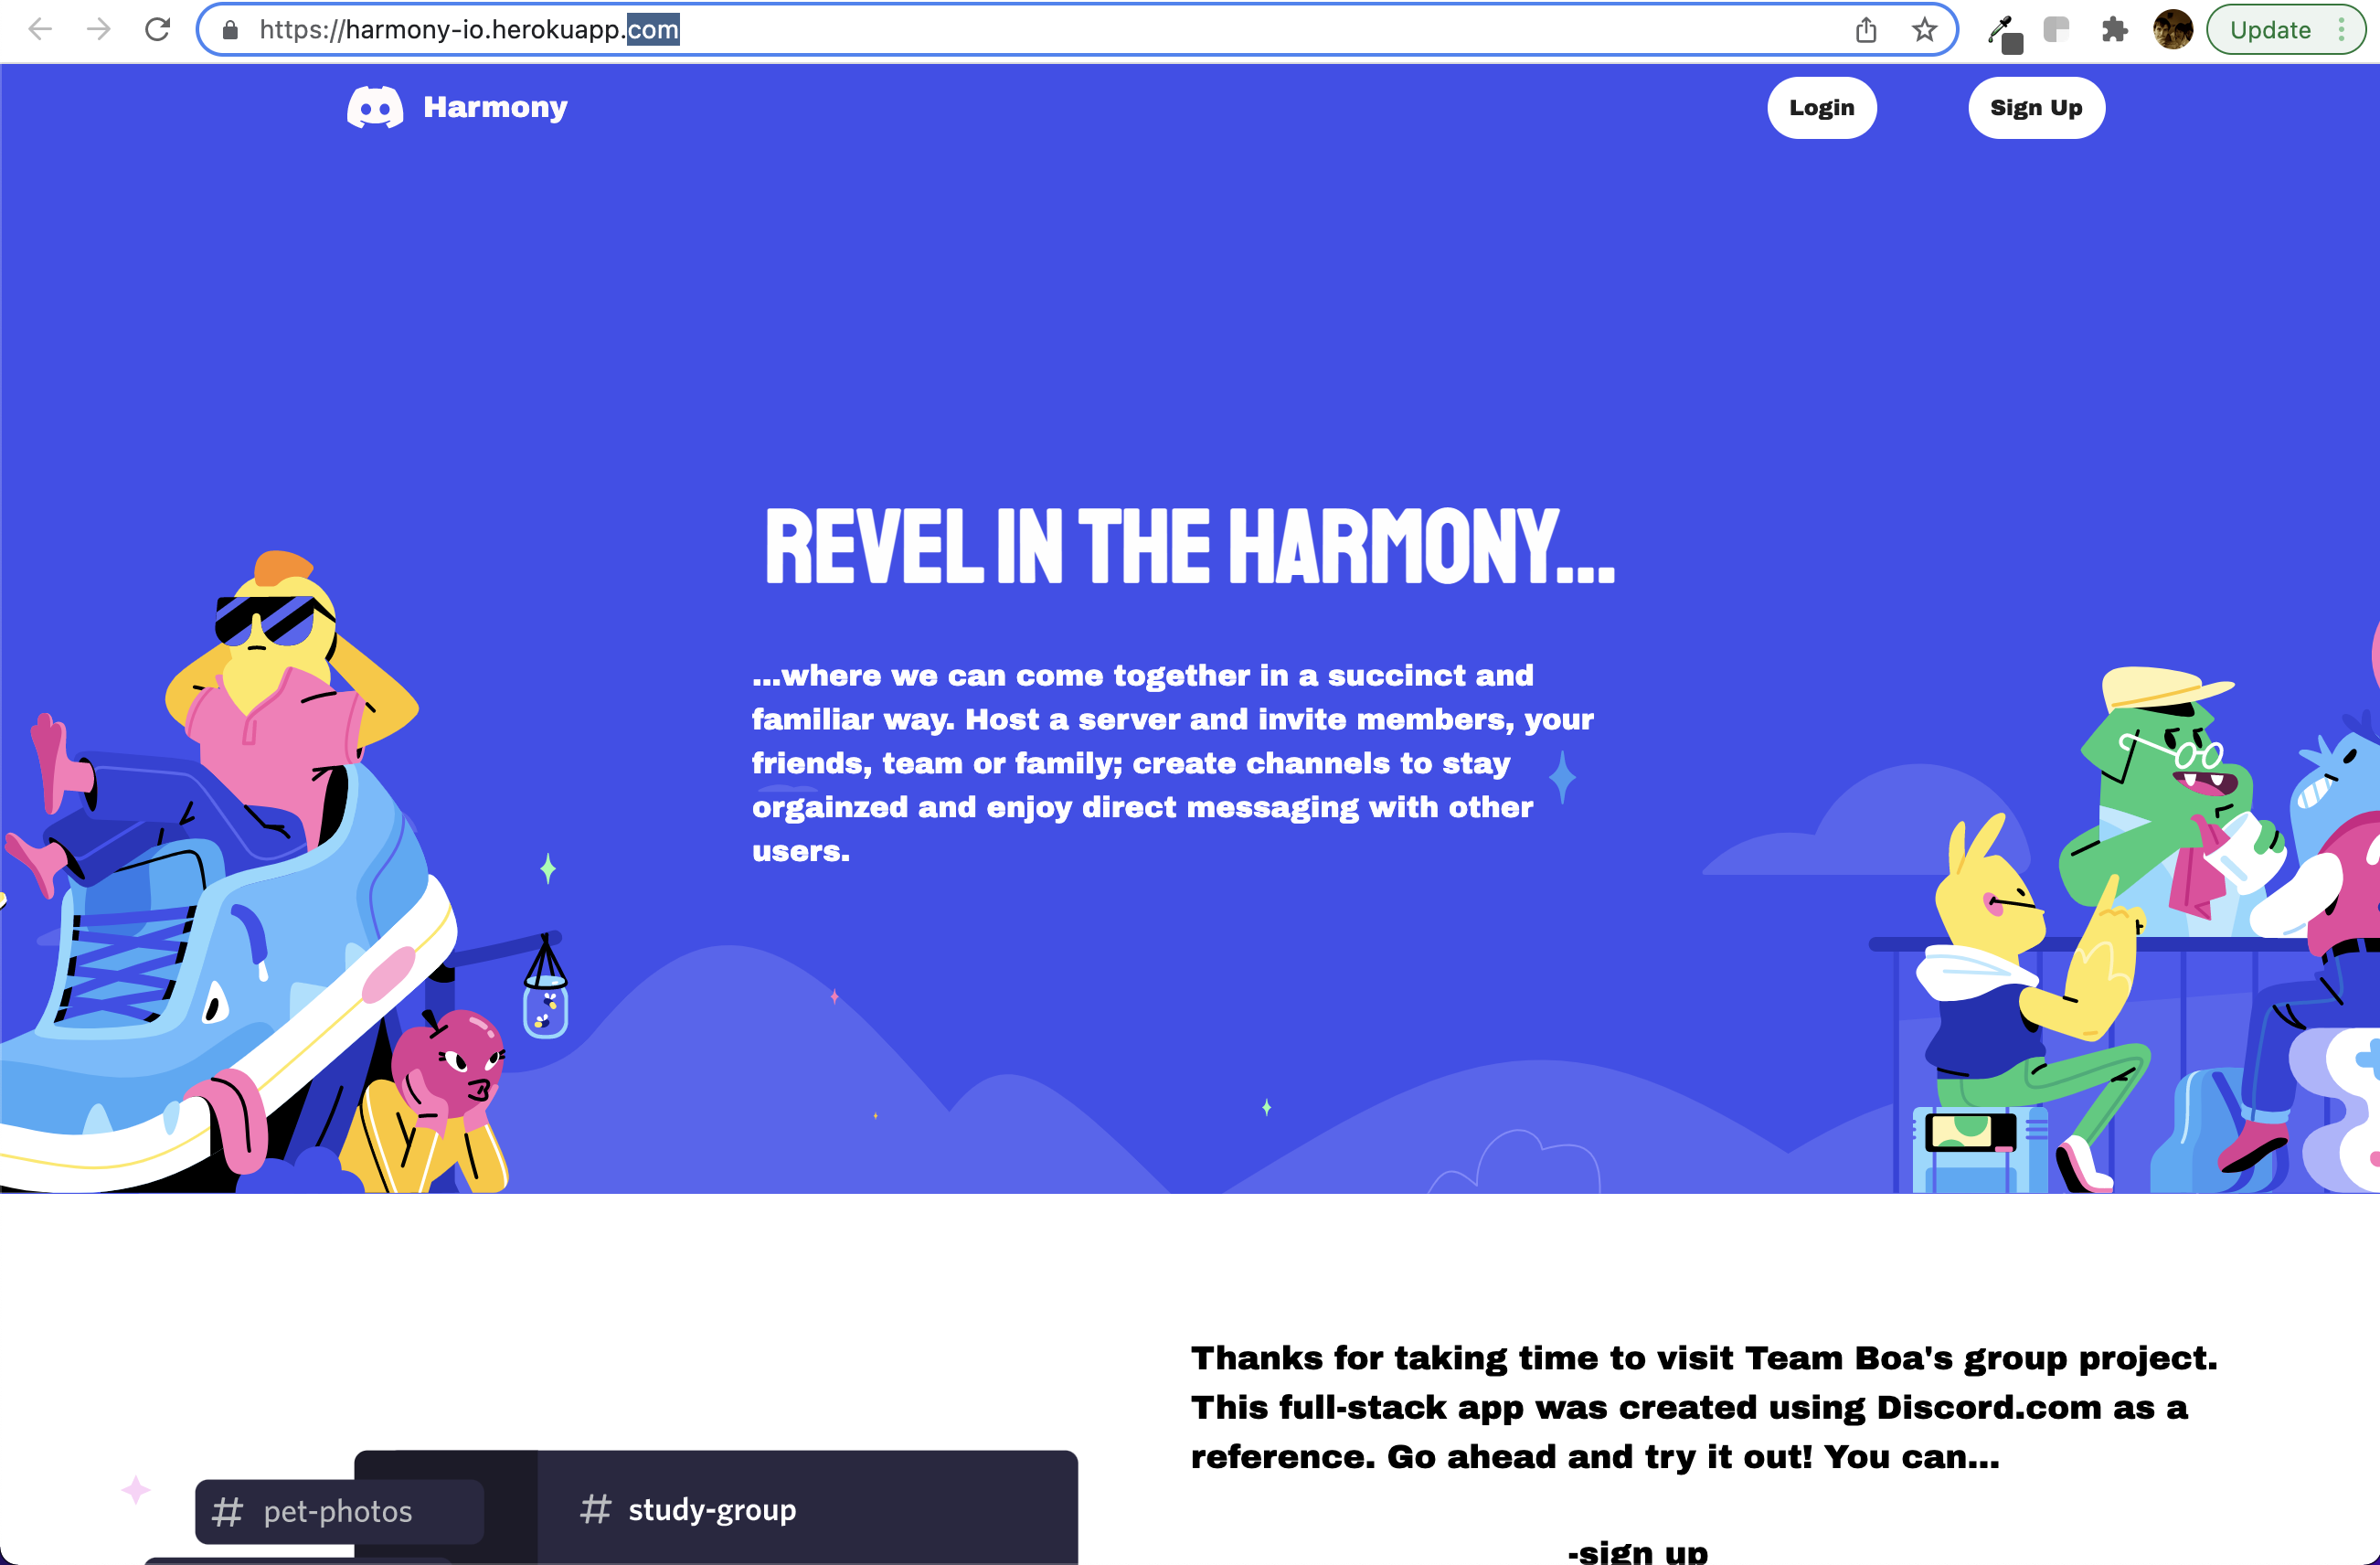 https://harmony-io.herokuapp.com
Update
Harmony
Login
Sign Up
REVEL IN THE HARMONY...
...where we can come together in a succinct and
familiar way. Host a server and invite members, your
friends, team or family; create channels to stay
orgainzed and enjoy direct messaging with other
users.
Thanks for taking time to visit Team Boa's group project.
This full-stack app was created using Discord.com as a
reference. Go ahead and try it out! You can...
# pet-photos
# study-group
-sign up